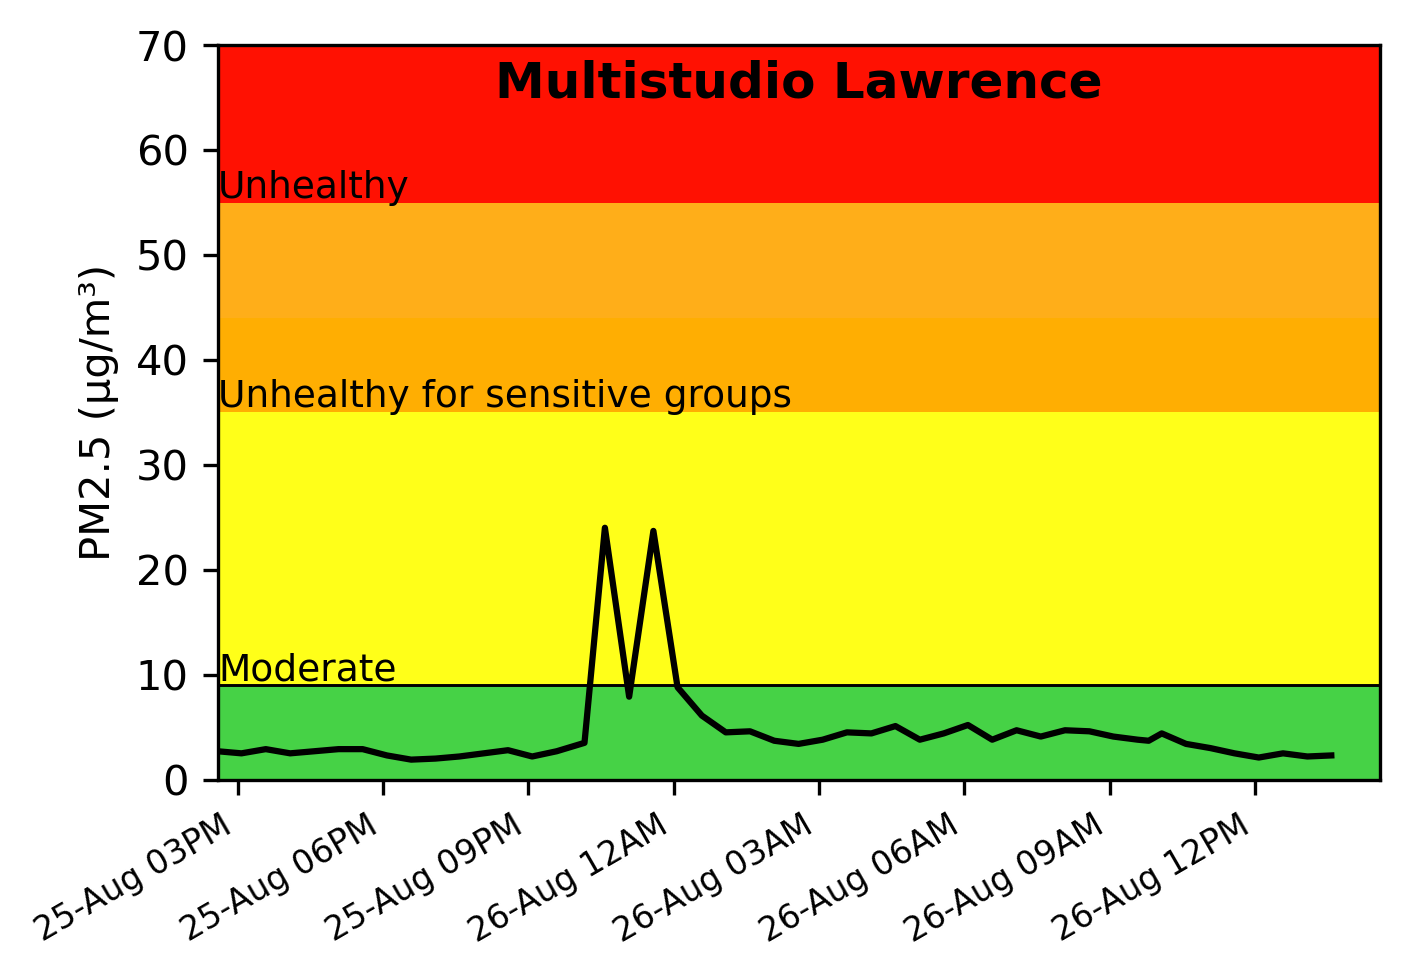 Multistudio Lawrence
70
60
50
40
30
20
10
0
PM2.5 (µg/m³)
Unhealthy
Unhealthy for sensitive groups
Moderate
25-Aug 03PM
25-Aug 06PM
25-Aug 09PM
26-Aug 12AM
26-Aug 03AM
26-Aug 06AM
26-Aug 09AM
26-Aug 12PM